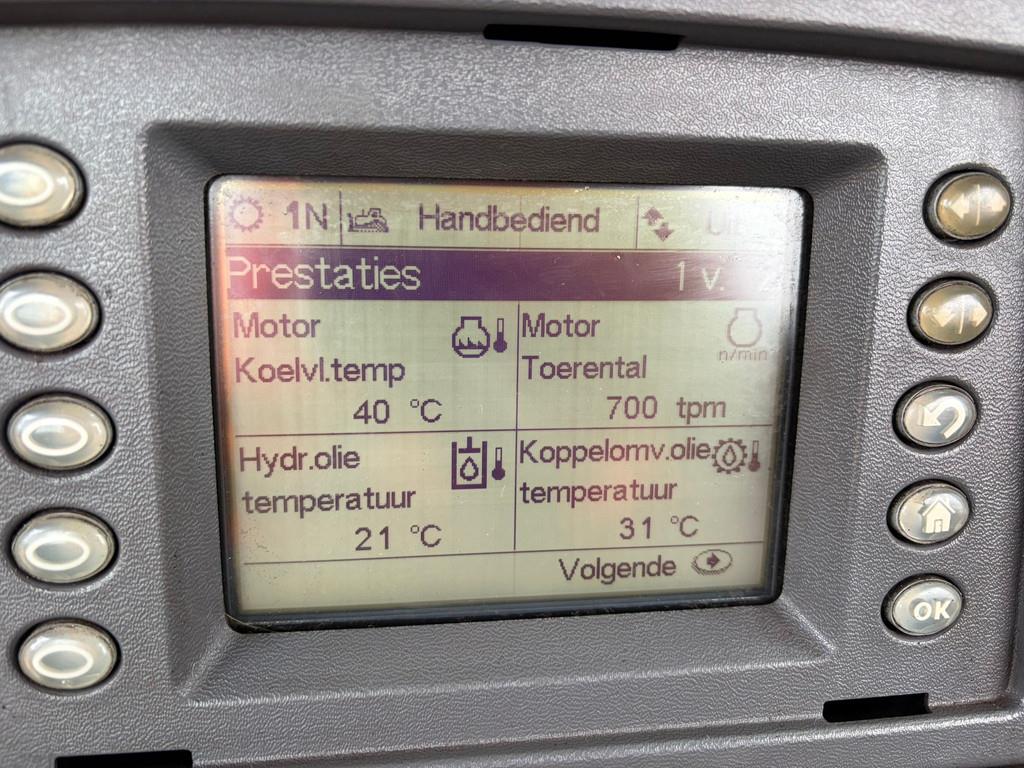 1N Handbediend
Prestaties 1 v.
Motor
Koelvl.temp
40 °C
Motor
n/min
Toerental
700 tpm
Hydr.olie
temperatuur
21 °C
Koppelomv.olie
temperatuur
31 °C
Volgende
OK